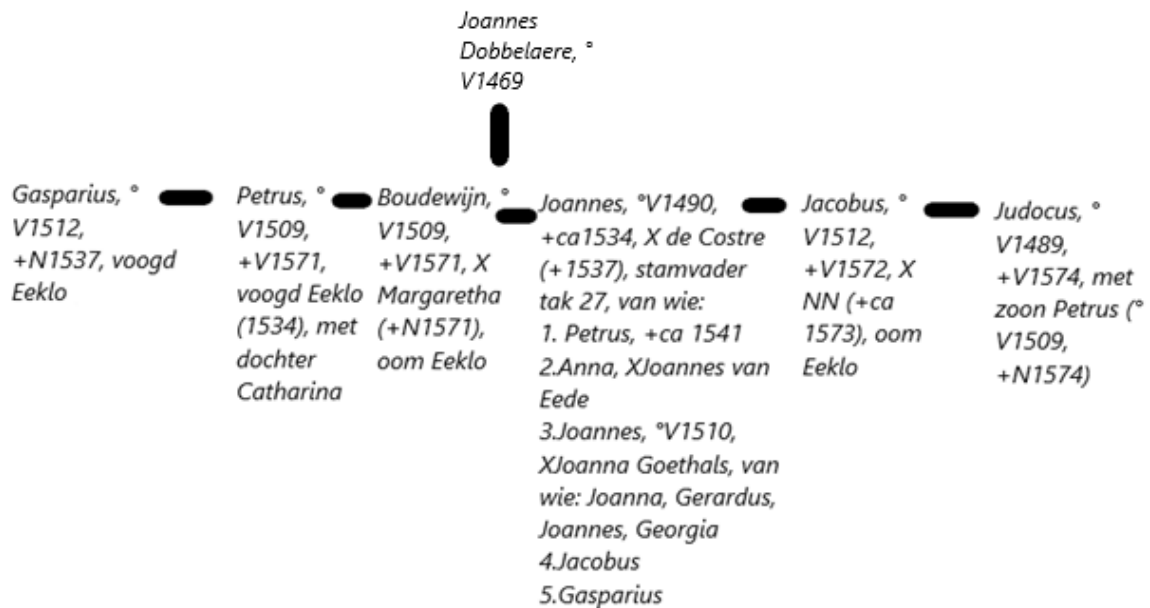 Joannes
Dobbelaere, °
V1469
Gasparius, °
V1512,
+N1537, voogd
Eeklo
Petrus, °
V1509,
+V1571,
voogd Eeklo
(1534), met
dochter
Catharina
Boudewijn, °
V1509,
+V1571, X
Margaretha
(+N1571),
oom Eeklo
Joannes, °V1490,
+ca1534, X de Costre
(+1537), stamvader
tak 27, van wie:
1. Petrus, +ca 1541
2.Anna, XJoannes van
Eede
3.Joannes, °V1510,
XJoanna Goethals, van
wie: Joanna, Gerardus,
Joannes, Georgia
4.Jacobus
5.Gasparius
Jacobus, °
V1512,
+V1572, X
NN (+ca
1573), oom
Eeklo
Judocus, °
V1489,
+V1574, met
zoon Petrus (°
V1509,
+N1574)